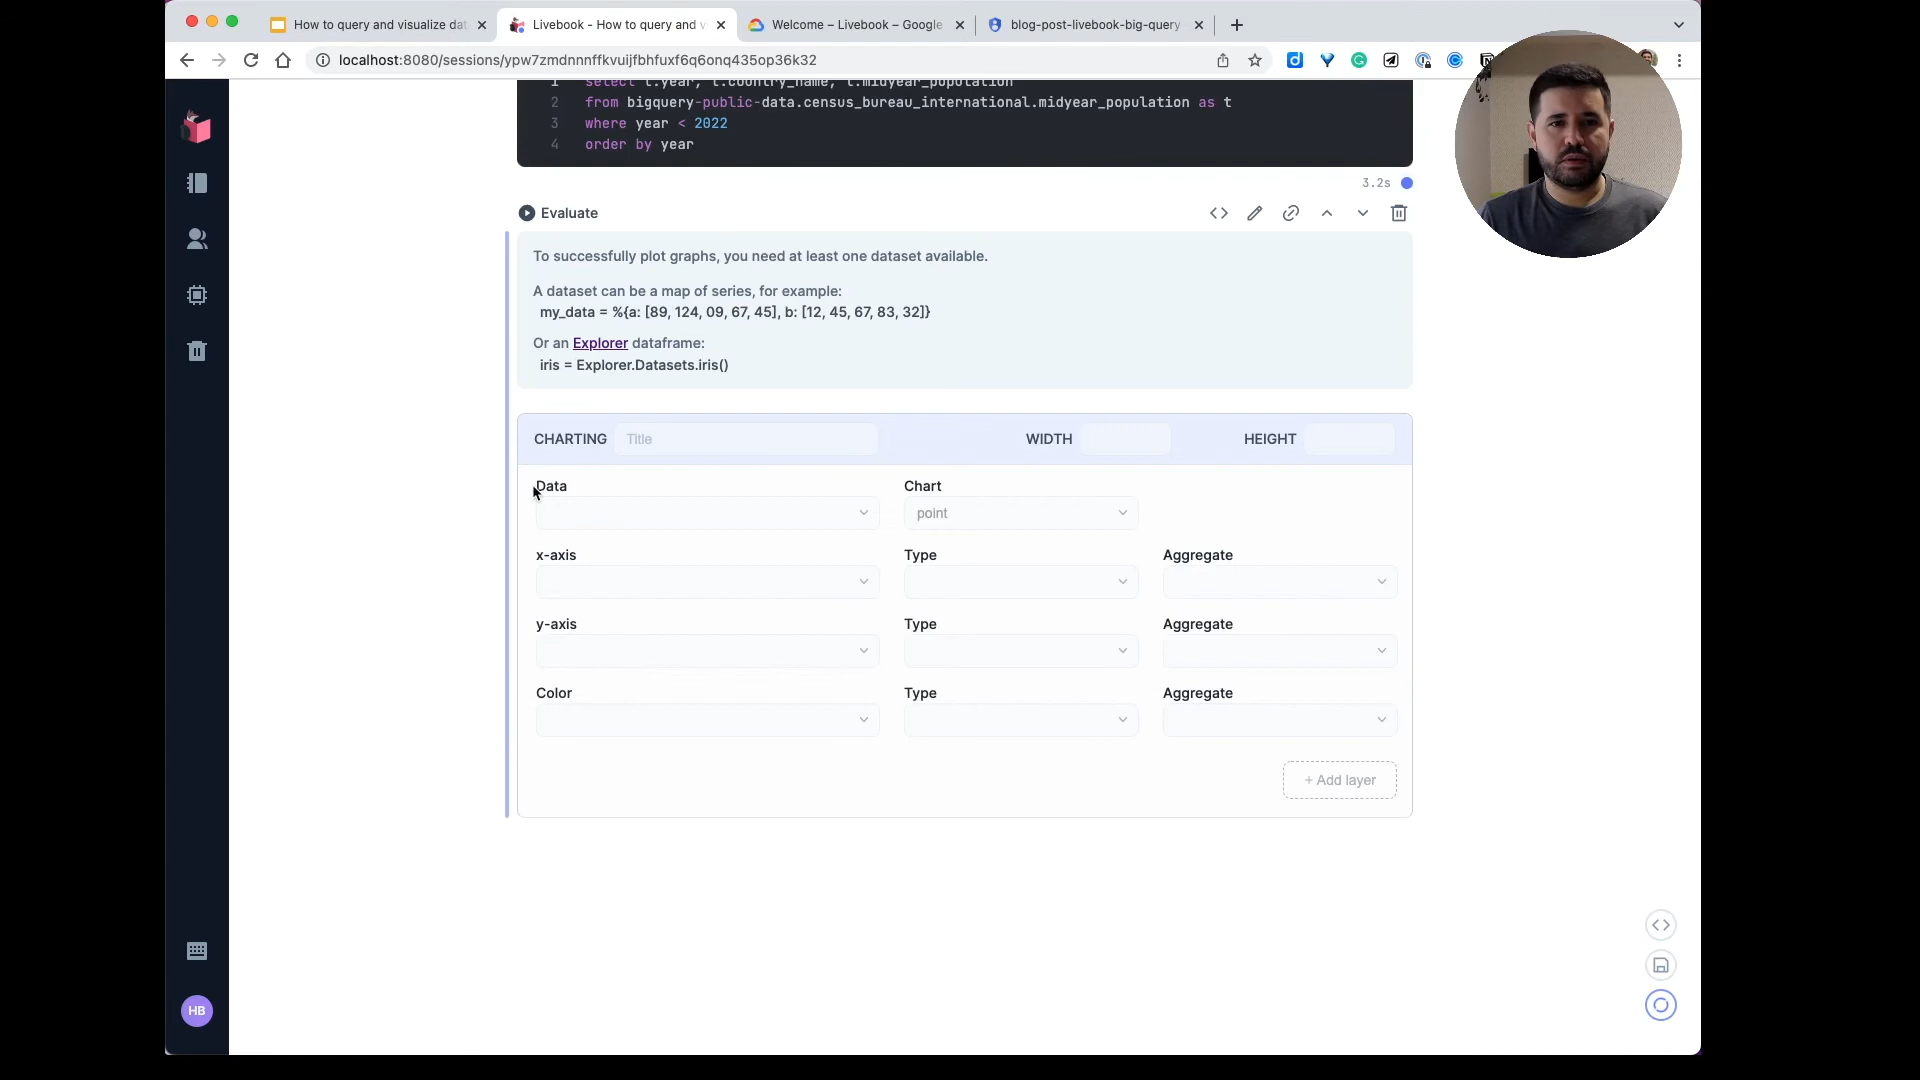 How to query and visualize dat
Livebook - How to query and v
Welcome – Livebook – Google
blog-post-livebook-big-query
localhost:8080/sessions/ypw7zmdnnnffkvuijfbhfuxf6q6onq435op36k32
1 select t.year, t.country_name, t.midyear_population
2 from bigquery-public-data.census_bureau_international.midyear_population as t
3 where year < 2022
4 order by year
3.2s
Evaluate
To successfully plot graphs, you need at least one dataset available.
A dataset can be a map of series, for example:
my_data = %{a: [89, 124, 09, 67, 45], b: [12, 45, 67, 83, 32]}
Or an Explorer dataframe:
iris = Explorer.Datasets.iris()
CHARTING Title WIDTH HEIGHT
Data Chart
point
x-axis Type Aggregate
y-axis Type Aggregate
Color Type Aggregate
+ Add layer
HB